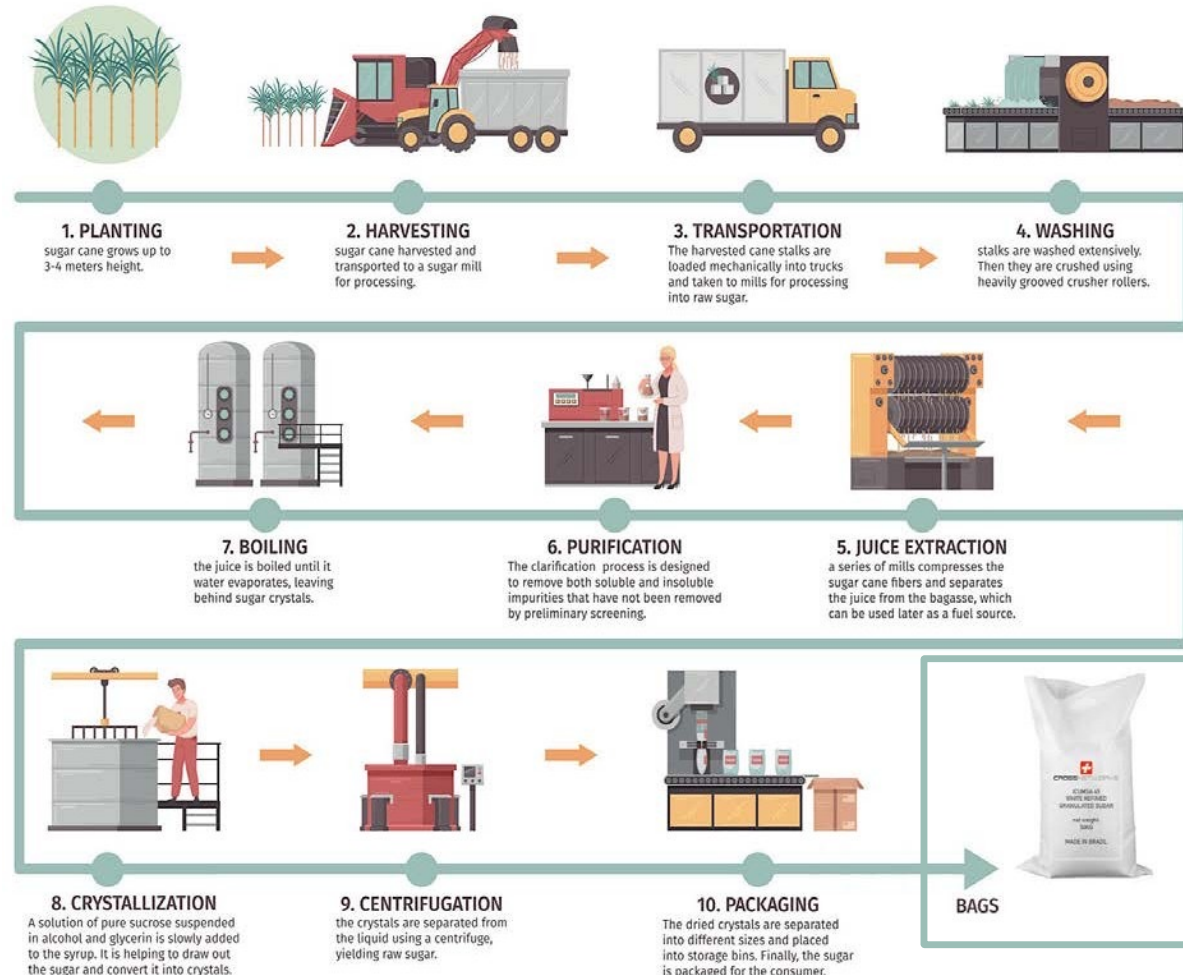 1. PLANTING
sugar cane grows up to
3-4 meters height.
2. HARVESTING
sugar cane harvested and
transported to a sugar mill
for processing.
3. TRANSPORTATION
The harvested cane stalks are
loaded mechanically into trucks
and taken to mills for processing
into raw sugar.
4. WASHING
stalks are washed extensively.
Then they are crushed using
heavily grooved crusher rollers.
5. JUICE EXTRACTION
a series of mills compresses the
sugar cane fibers and separates
the juice from the bagasse, which
can be used later as a fuel source.
6. PURIFICATION
The clarification process is designed
to remove both soluble and insoluble
impurities that have not been removed
by preliminary screening.
7. BOILING
the juice is boiled until it
water evaporates, leaving
behind sugar crystals.
8. CRYSTALLIZATION
A solution of pure sucrose suspended
in alcohol and glycerin is slowly added
to the syrup. It is helping to draw out
the sugar and convert it into crystals.
9. CENTRIFUGATION
the crystals are separated from
the liquid using a centrifuge,
yielding raw sugar.
10. PACKAGING
The dried crystals are separated
into different sizes and placed
into storage bins. Finally, the sugar
is packaged for the consumer.
BAGS
CROSSNETWORKS
ICUMSA 45
WHITE REFINED
GRANULATED SUGAR
net weight
50KG
MADE IN BRAZIL